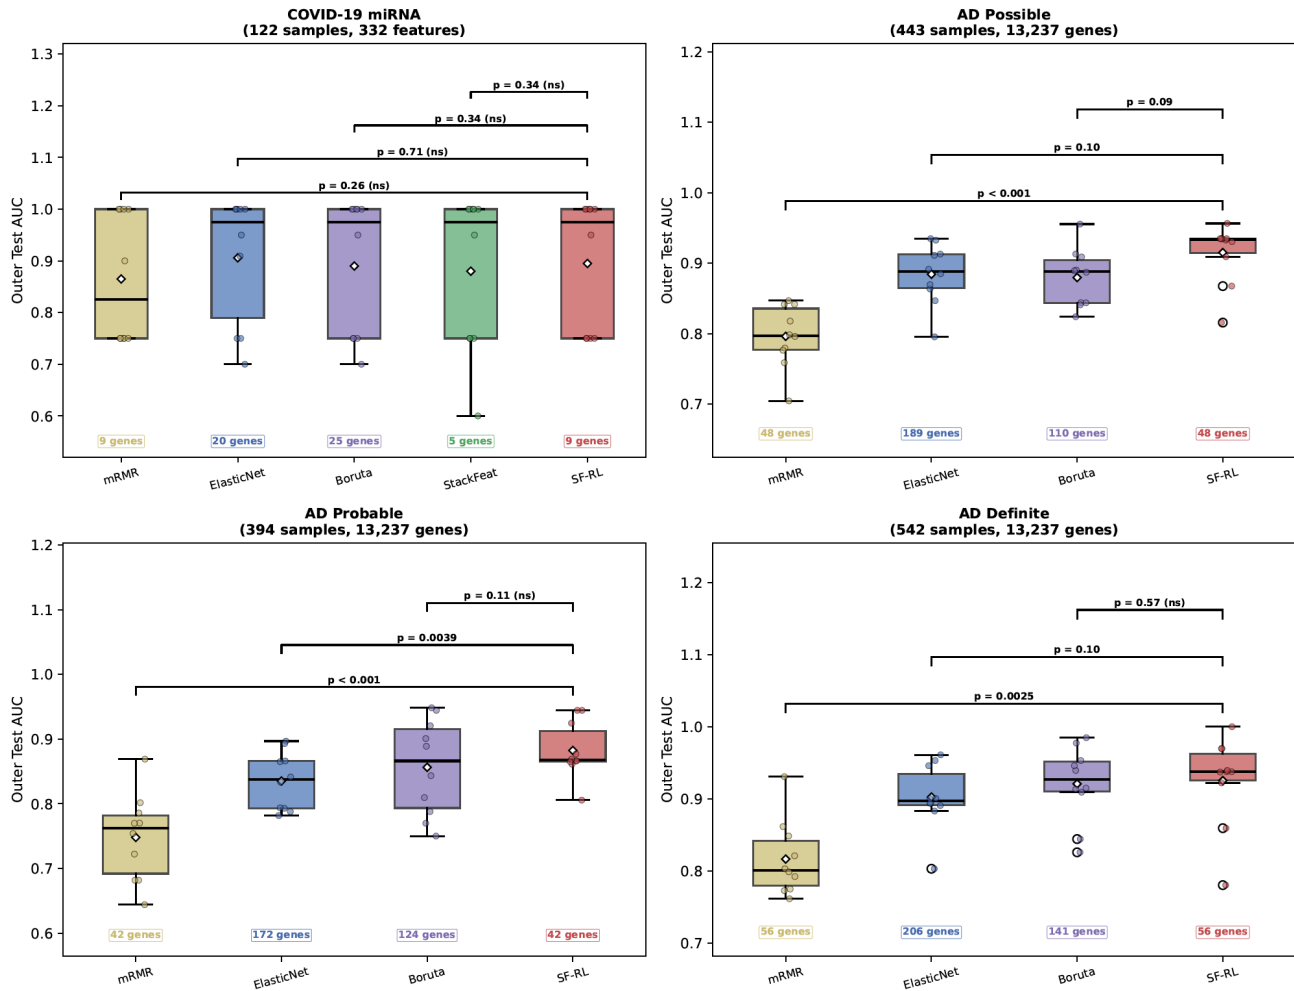 COVID-19 miRNA
(122 samples, 332 features)
1.3
1.2
1.1
1.0
0.9
0.8
0.7
0.6
Outer Test AUC
p = 0.34 (ns)
p = 0.34 (ns)
p = 0.71 (ns)
p = 0.26 (ns)
9 genes
20 genes
25 genes
5 genes
9 genes
mRMR
ElasticNet
Boruta
StackFeat
SF-RL
AD Possible
(443 samples, 13,237 genes)
1.2
1.1
1.0
0.9
0.8
0.7
Outer Test AUC
p = 0.09
p = 0.10
p < 0.001
48 genes
189 genes
110 genes
48 genes
mRMR
ElasticNet
Boruta
SF-RL
AD Probable
(394 samples, 13,237 genes)
1.2
1.1
1.0
0.9
0.8
0.7
0.6
Outer Test AUC
p = 0.11 (ns)
p = 0.0039
p < 0.001
42 genes
172 genes
124 genes
42 genes
mRMR
ElasticNet
Boruta
SF-RL
AD Definite
(542 samples, 13,237 genes)
1.2
1.1
1.0
0.9
0.8
0.7
Outer Test AUC
p = 0.57 (ns)
p = 0.10
p = 0.0025
56 genes
206 genes
141 genes
56 genes
mRMR
ElasticNet
Boruta
SF-RL